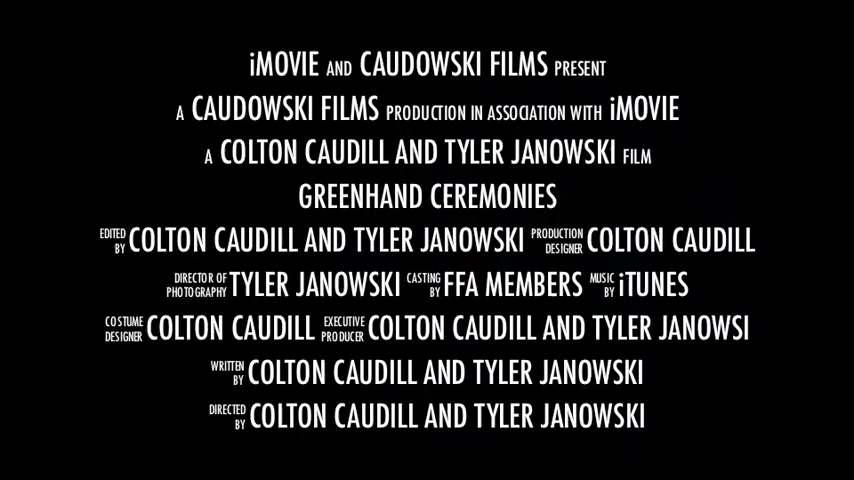 iMOVIE AND CAUDOWSKI FILMS PRESENT
A CAUDOWSKI FILMS PRODUCTION IN ASSOCIATION WITH iMOVIE
A COLTON CAUDILL AND TYLER JANOWSKI FILM
GREENHAND CEREMONIES
EDITED BY COLTON CAUDILL AND TYLER JANOWSKI PRODUCTION DESIGNER COLTON CAUDILL
DIRECTOR OF PHOTOGRAPHY TYLER JANOWSKI CASTING BY FFA MEMBERS MUSIC BY iTUNES
COSTUME DESIGNER COLTON CAUDILL EXECUTIVE PRODUCER COLTON CAUDILL AND TYLER JANOWSI
WRITTEN BY COLTON CAUDILL AND TYLER JANOWSKI
DIRECTED BY COLTON CAUDILL AND TYLER JANOWSKI